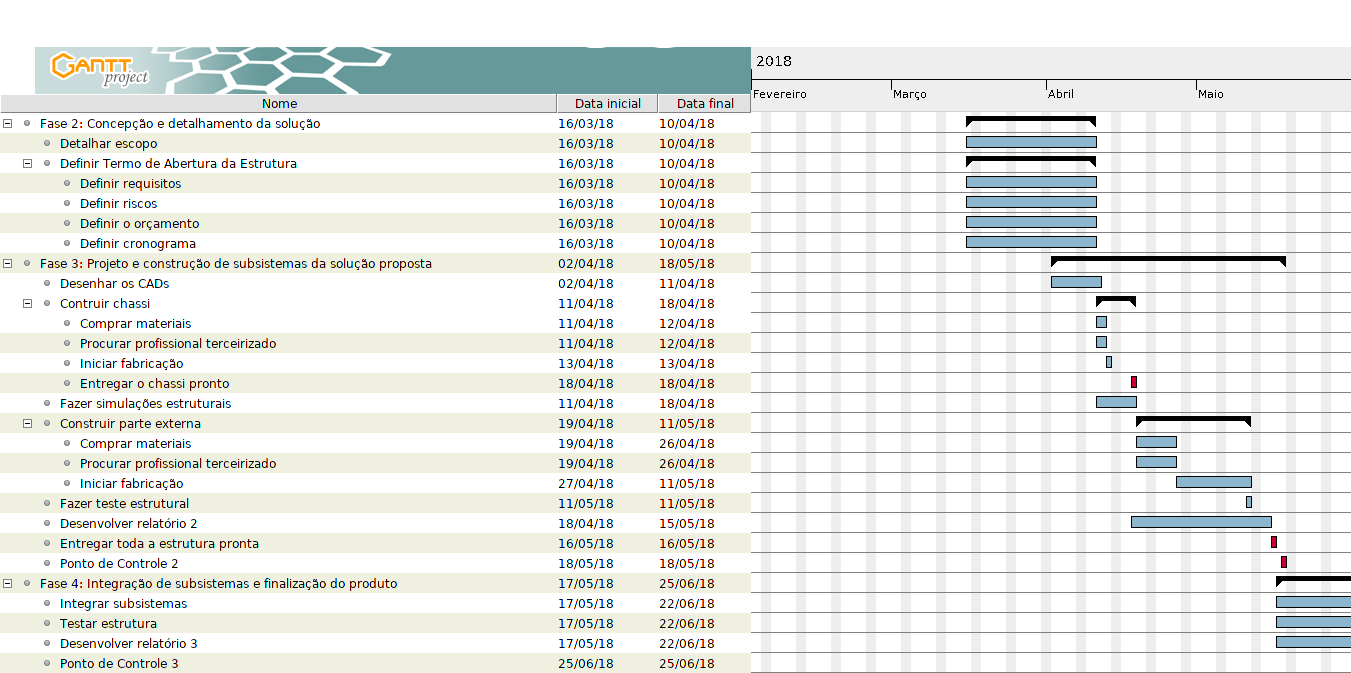 GANTT project
2018
Fevereiro Março Abril Maio
Nome Data inicial Data final
Fase 2: Concepção e detalhamento da solução 16/03/18 10/04/18
Detalhar escopo 16/03/18 10/04/18
Definir Termo de Abertura da Estrutura 16/03/18 10/04/18
Definir requisitos 16/03/18 10/04/18
Definir riscos 16/03/18 10/04/18
Definir o orçamento 16/03/18 10/04/18
Definir cronograma 16/03/18 10/04/18
Fase 3: Projeto e construção de subsistemas da solução proposta 02/04/18 18/05/18
Desenhar os CADs 02/04/18 11/04/18
Contruir chassi 11/04/18 18/04/18
Comprar materiais 11/04/18 12/04/18
Procurar profissional terceirizado 11/04/18 12/04/18
Iniciar fabricação 13/04/18 13/04/18
Entregar o chassi pronto 18/04/18 18/04/18
Fazer simulações estruturais 11/04/18 18/04/18
Construir parte externa 19/04/18 11/05/18
Comprar materiais 19/04/18 26/04/18
Procurar profissional terceirizado 19/04/18 26/04/18
Iniciar fabricação 27/04/18 11/05/18
Fazer teste estrutural 11/05/18 11/05/18
Desenvolver relatório 2 18/04/18 15/05/18
Entregar toda a estrutura pronta 16/05/18 16/05/18
Ponto de Controle 2 18/05/18 18/05/18
Fase 4: Integração de subsistemas e finalização do produto 17/05/18 25/06/18
Integrar subsistemas 17/05/18 22/06/18
Testar estrutura 17/05/18 22/06/18
Desenvolver relatório 3 17/05/18 22/06/18
Ponto de Controle 3 25/06/18 25/06/18